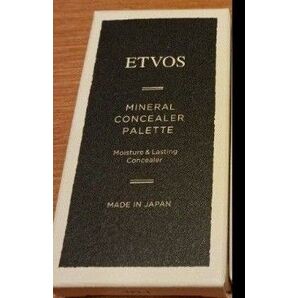 ETVOS
MINERAL
CONCEALER
PALETTE
Moisture & Lasting
Concealer
MADE IN JAPAN